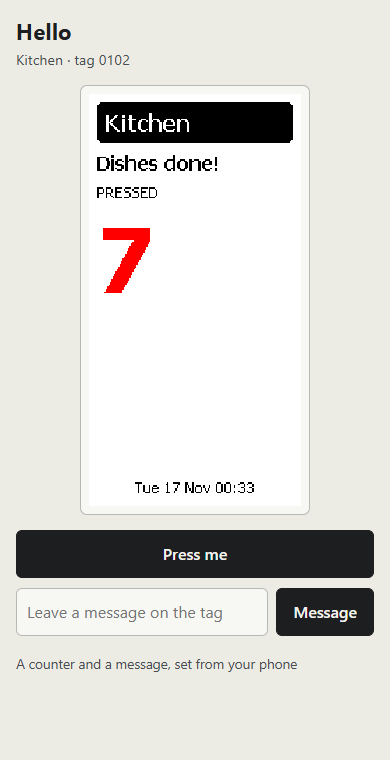 Hello
Kitchen · tag 0102
Kitchen
Dishes done!
PRESSED
7
Tue 17 Nov 00:33
Press me
Leave a message on the tag
Message
A counter and a message, set from your phone